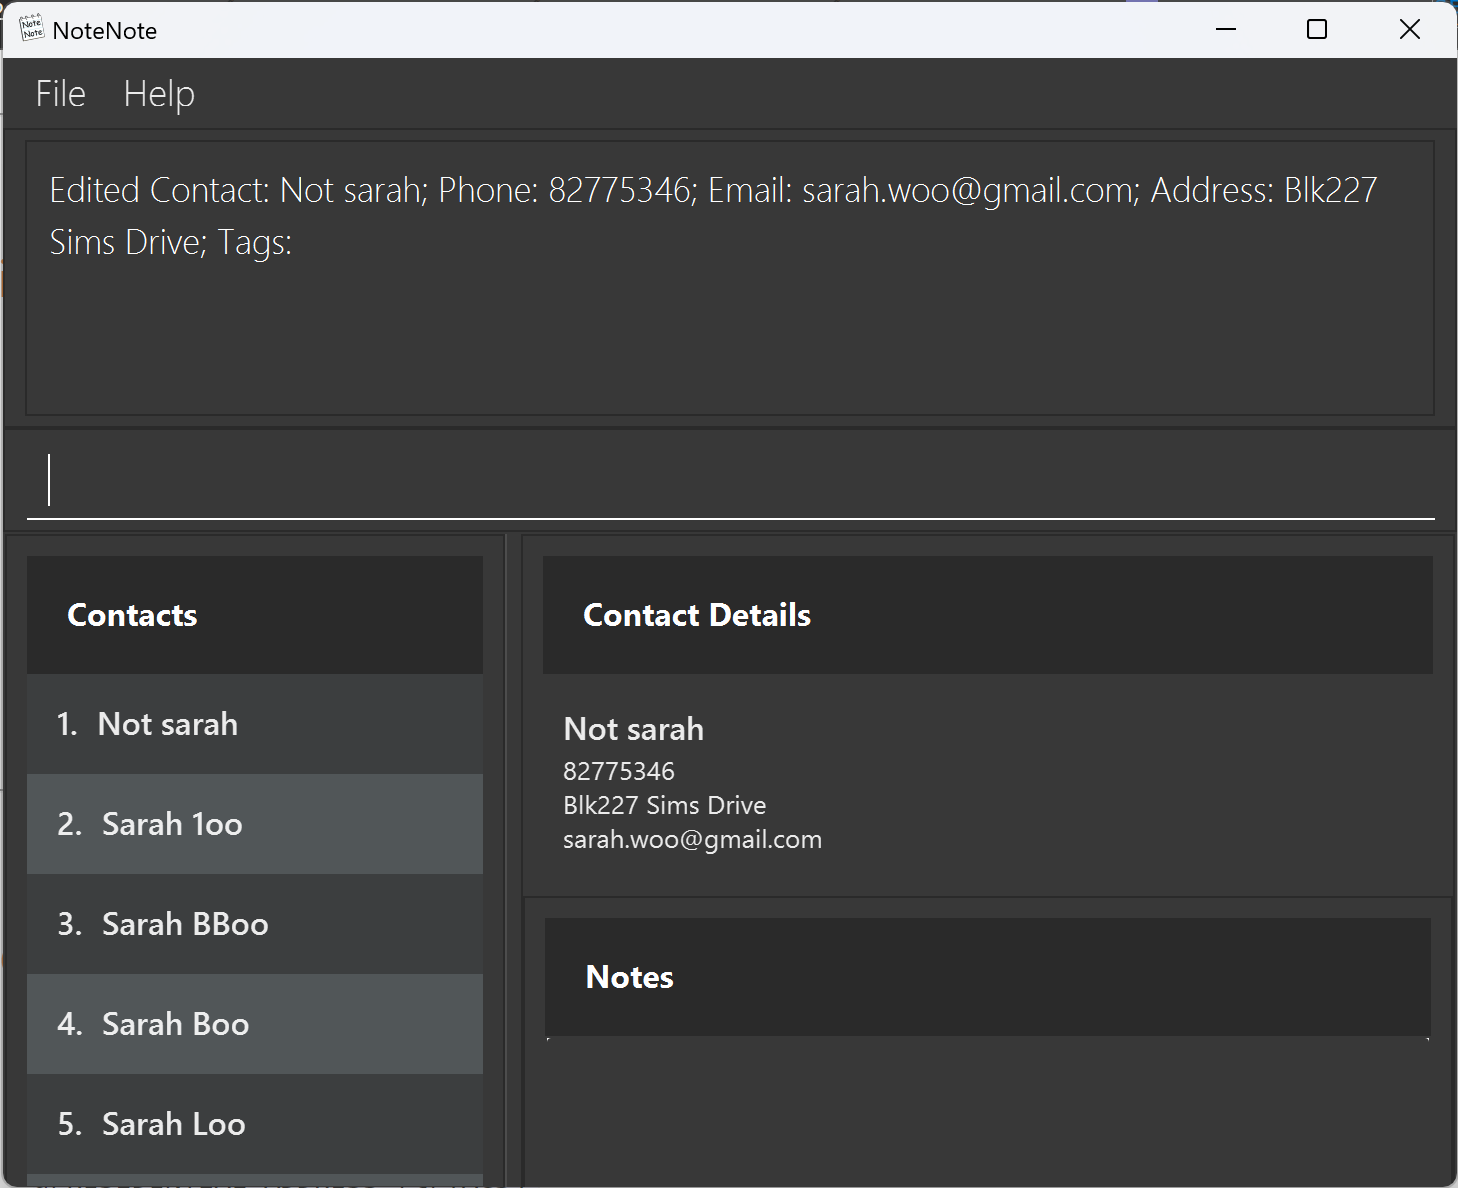 Note
Note
NoteNote
File Help
Edited Contact: Not sarah; Phone: 82775346; Email: sarah.woo@gmail.com; Address: Blk227
Sims Drive; Tags:
Contacts
1. Not sarah
2. Sarah 1oo
3. Sarah BBoo
4. Sarah Boo
5. Sarah Loo
Contact Details
Not sarah
82775346
Blk227 Sims Drive
sarah.woo@gmail.com
Notes